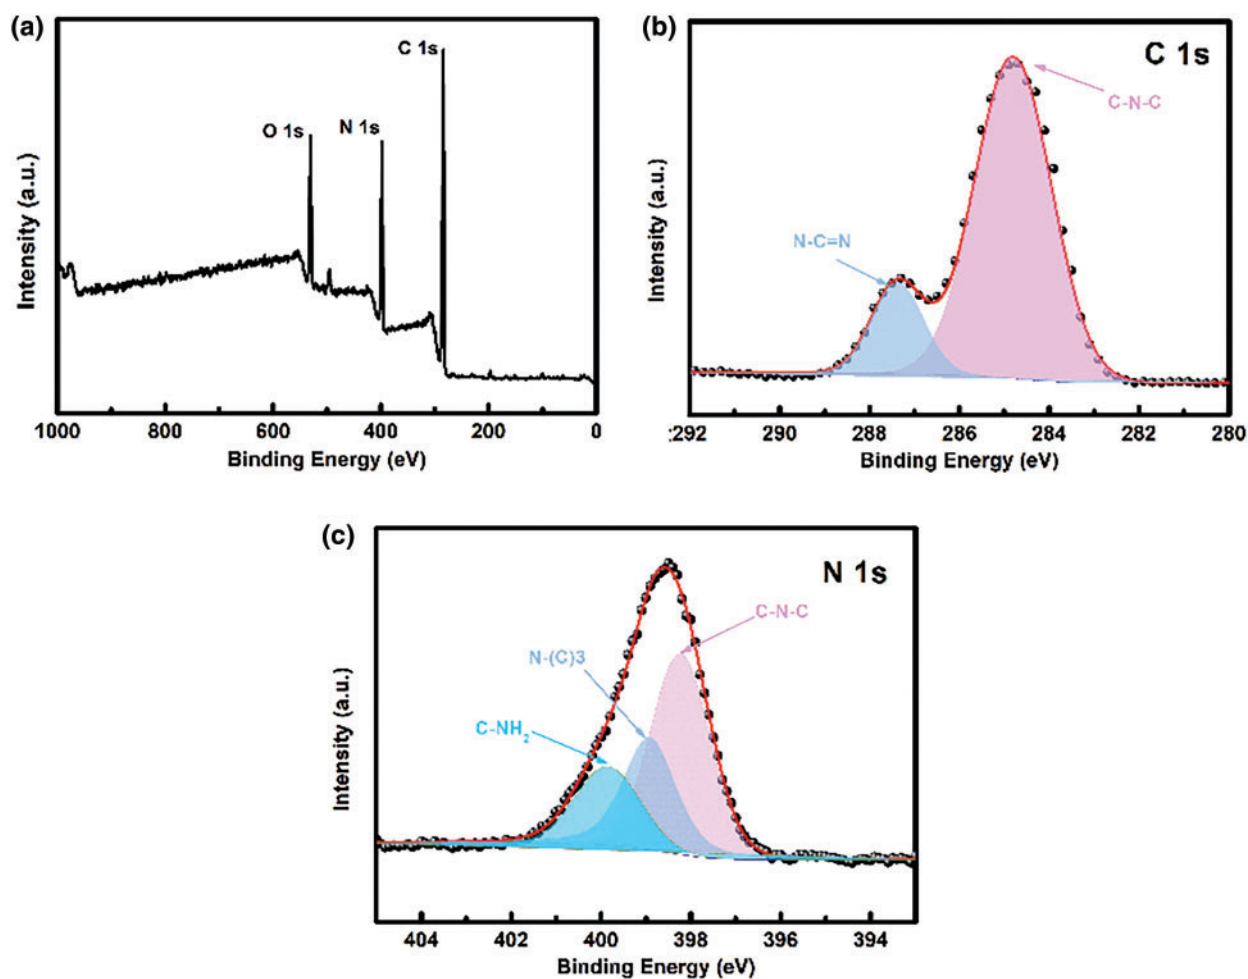 (a)
C 1s
O 1s
N 1s
Intensity (a.u.)
1000
800
600
400
200
0
Binding Energy (eV)
(b)
C 1s
C-N-C
N-C=N
Intensity (a.u.)
292
290
288
286
284
282
280
Binding Energy (eV)
(c)
N 1s
C-N-C
N-(C)3
C-NH₂
Intensity (a.u.)
404
402
400
398
396
394
Binding Energy (eV)